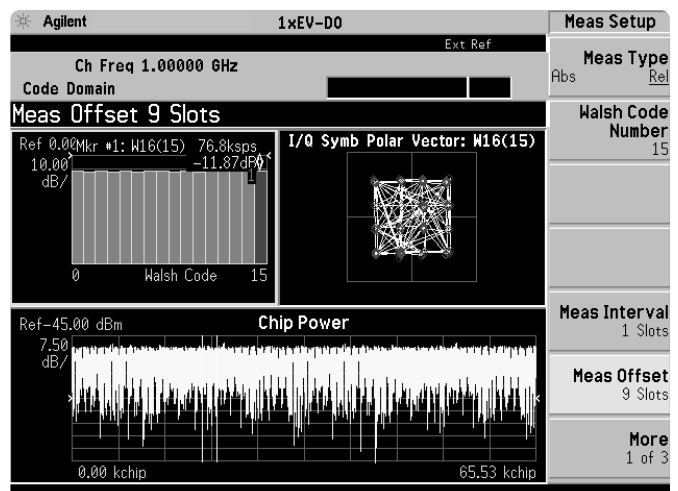 Agilent 1xEV-DO Meas Setup
Ext Ref
Ch Freq 1.00000 GHz
Code Domain
Meas Offset 9 Slots
Ref 0.00 Mkr #1: W16(15) 76.8ksps
-11.87dB
10.00
dB/
1
0 Walsh Code 15
I/Q Symb Polar Vector: W16(15)
Ref-45.00 dBm Chip Power
7.50
dB/
0.00 kchip 65.53 kchip
Meas Type
Abs Rel
Walsh Code
Number
15
Meas Interval
1 Slots
Meas Offset
9 Slots
More
1 of 3